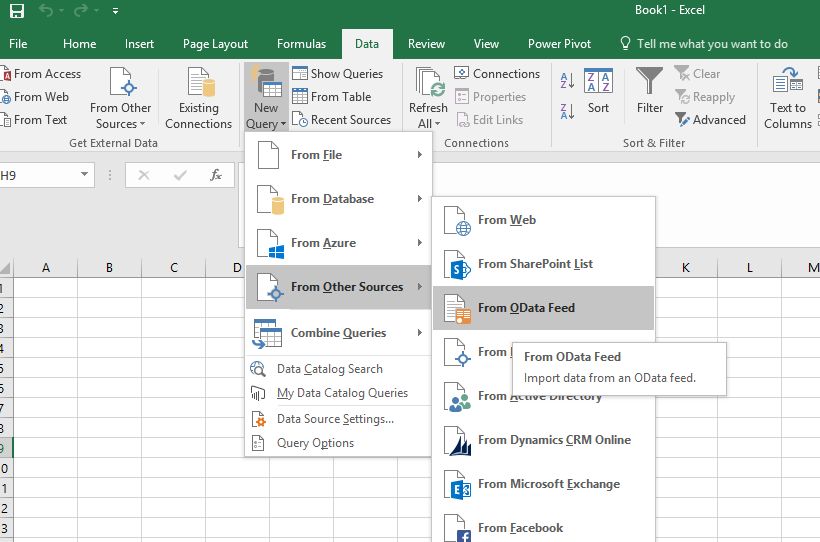 Book1 - Excel
File Home Insert Page Layout Formulas Data Review View Power Pivot Tell me what you want to do
From Access
From Web
From Text
From Other
Sources
Existing
Connections
Get External Data
New
Query
Show Queries
From Table
Recent Sources
Refresh
All
Connections
Properties
Edit Links
Connections
Sort
Filter
Clear
Reapply
Advanced
Sort & Filter
Text to
Columns
H9
fx
From File
From Database
From Azure
From Other Sources
Combine Queries
Data Catalog Search
My Data Catalog Queries
Data Source Settings...
Query Options
From Web
From SharePoint List
From OData Feed
From
From OData Feed
Import data from an OData feed.
From Active Directory
From Dynamics CRM Online
From Microsoft Exchange
From Facebook
A B C D K L M
1
2
3
4
5
6
7
8
9
0
1
2
3